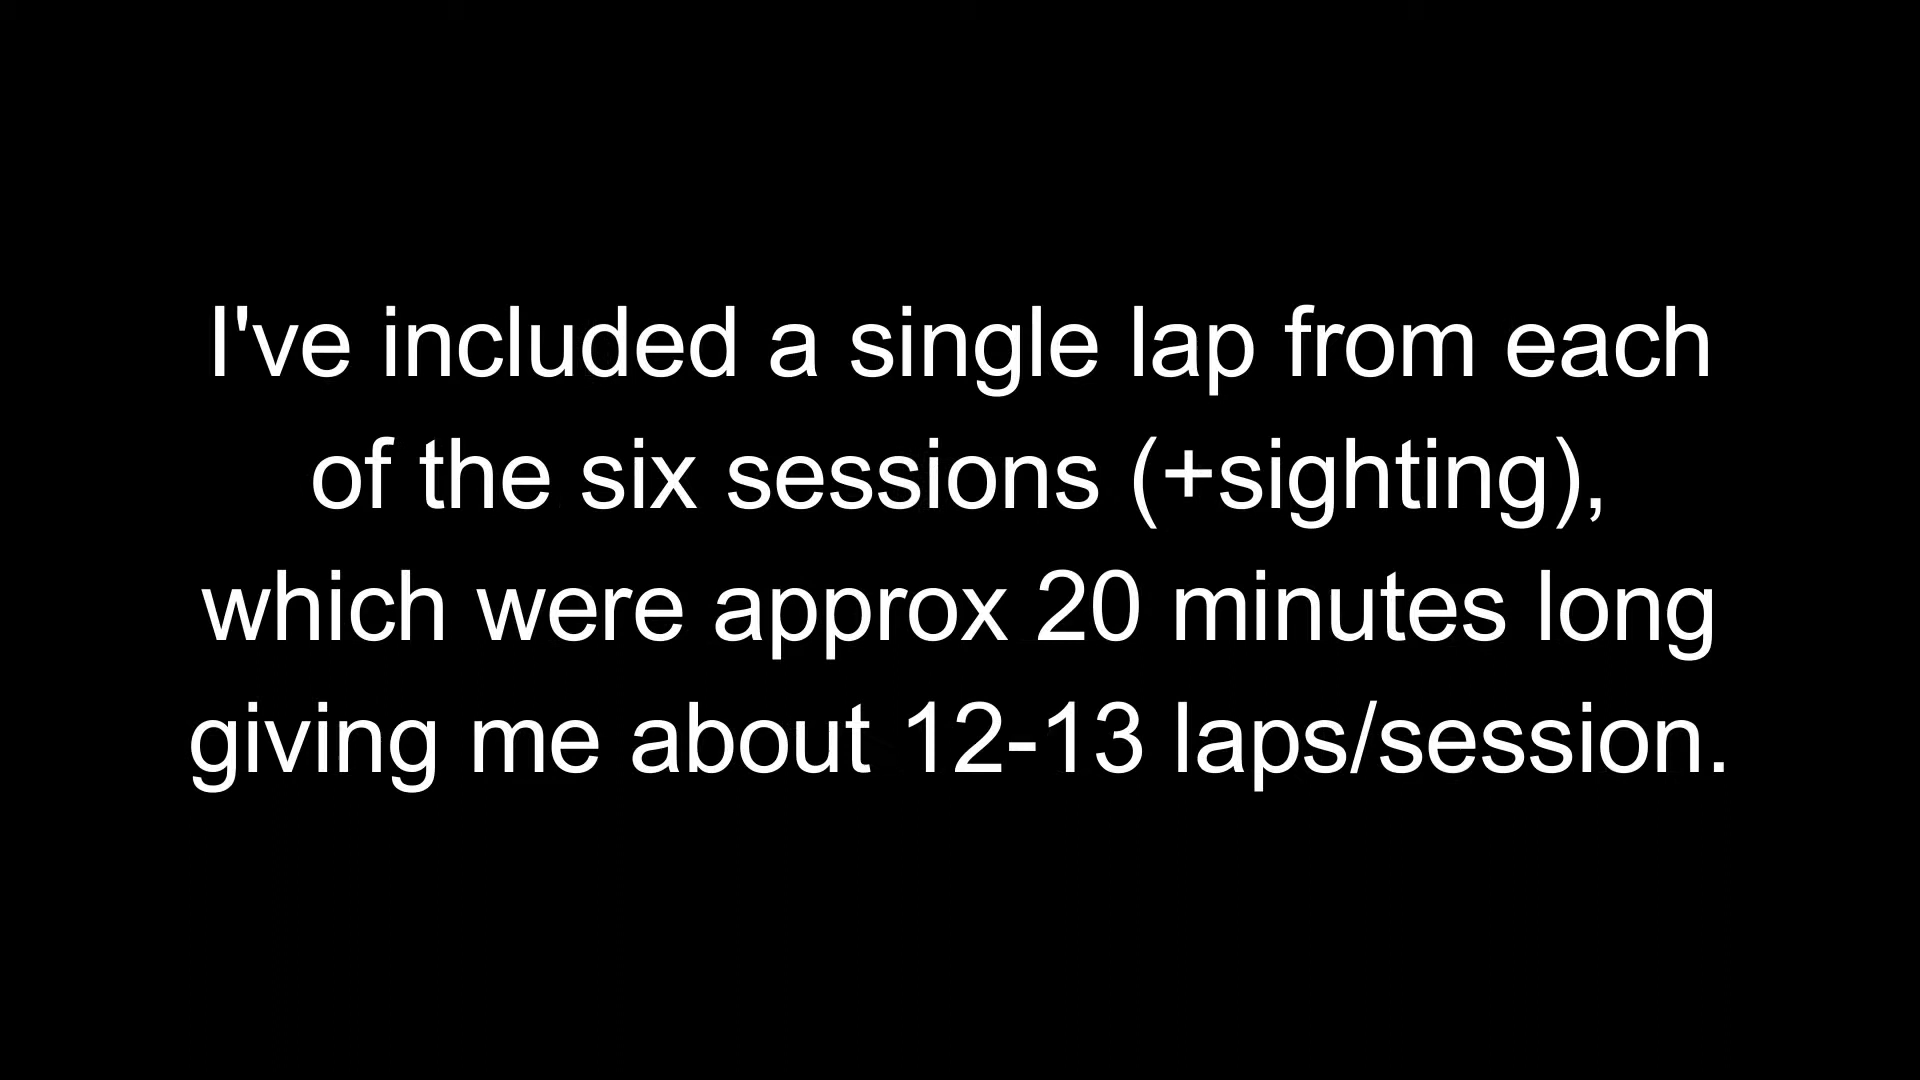 I've included a single lap from each
of the six sessions (+sighting),
which were approx 20 minutes long
giving me about 12-13 laps/session.